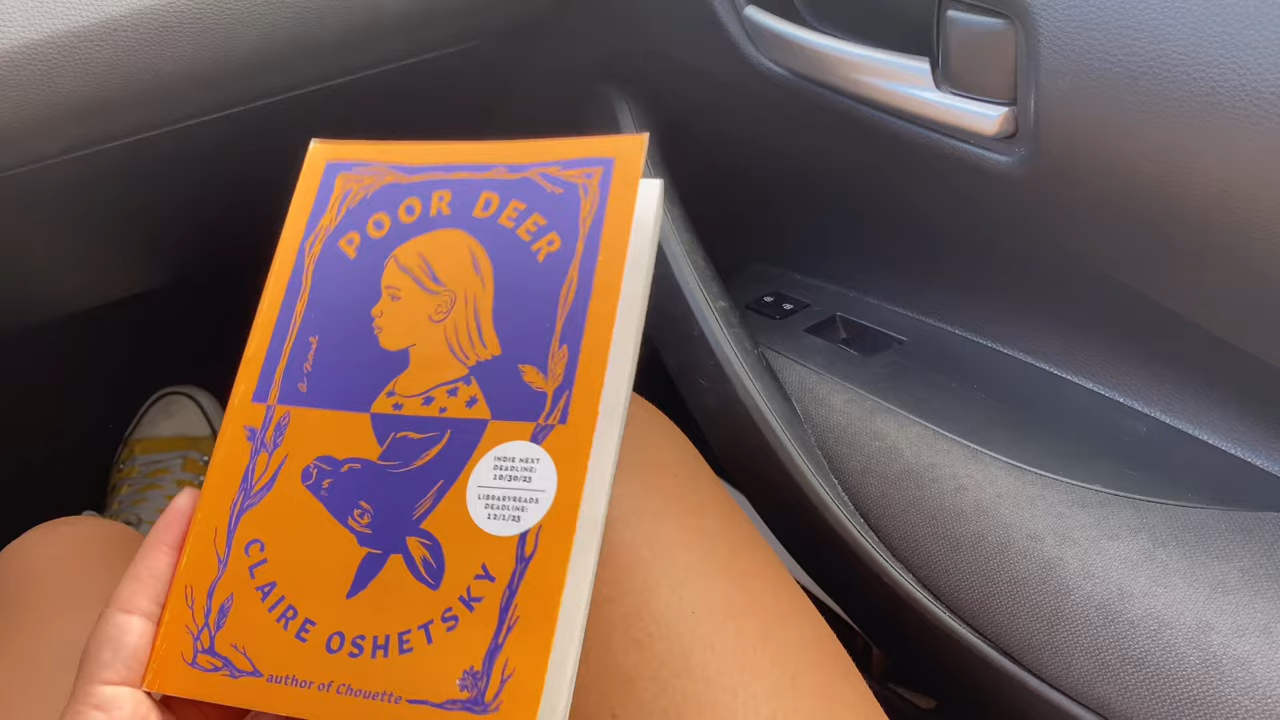 POOR DEER
a novel
INDIE NEXT
DEADLINE:
10/30/23
LIBRARYREADS
DEADLINE:
12/1/23
CLAIRE OSHETSKY
author of Chouette